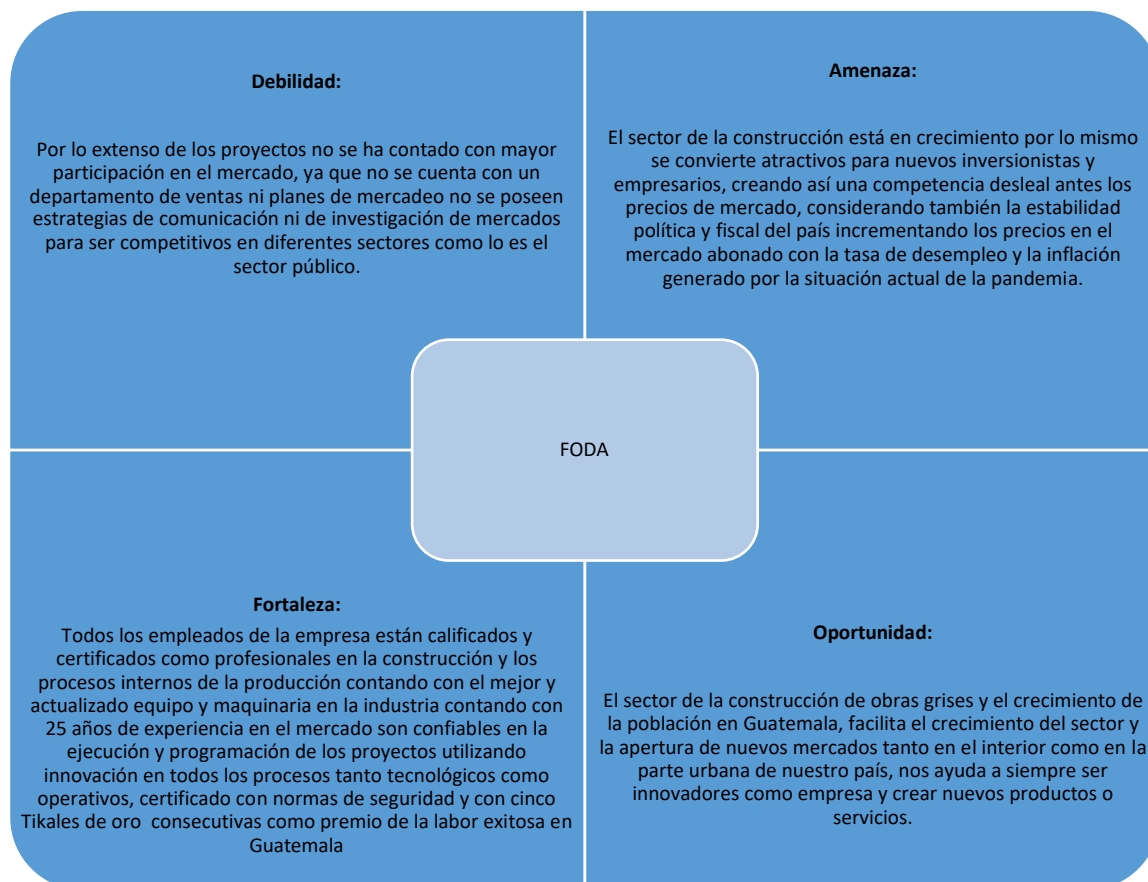 Debilidad:
Por lo extenso de los proyectos no se ha contado con mayor
participación en el mercado, ya que no se cuenta con un
departamento de ventas ni planes de mercadeo no se poseen
estrategias de comunicación ni de investigación de mercados
para ser competitivos en diferentes sectores como lo es el
sector público.
Amenaza:
El sector de la construcción está en crecimiento por lo mismo
se convierte atractivos para nuevos inversionistas y
empresarios, creando así una competencia desleal antes los
precios de mercado, considerando también la estabilidad
política y fiscal del país incrementando los precios en el
mercado abonado con la tasa de desempleo y la inflación
generado por la situación actual de la pandemia.
FODA
Fortaleza:
Todos los empleados de la empresa están calificados y
certificados como profesionales en la construcción y los
procesos internos de la producción contando con el mejor y
actualizado equipo y maquinaria en la industria contando con
25 años de experiencia en el mercado son confiables en la
ejecución y programación de los proyectos utilizando
innovación en todos los procesos tanto tecnológicos como
operativos, certificado con normas de seguridad y con cinco
Tikales de oro consecutivas como premio de la labor exitosa en
Guatemala
Oportunidad:
El sector de la construcción de obras grises y el crecimiento de
la población en Guatemala, facilita el crecimiento del sector y
la apertura de nuevos mercados tanto en el interior como en la
parte urbana de nuestro país, nos ayuda a siempre ser
innovadores como empresa y crear nuevos productos o
servicios.